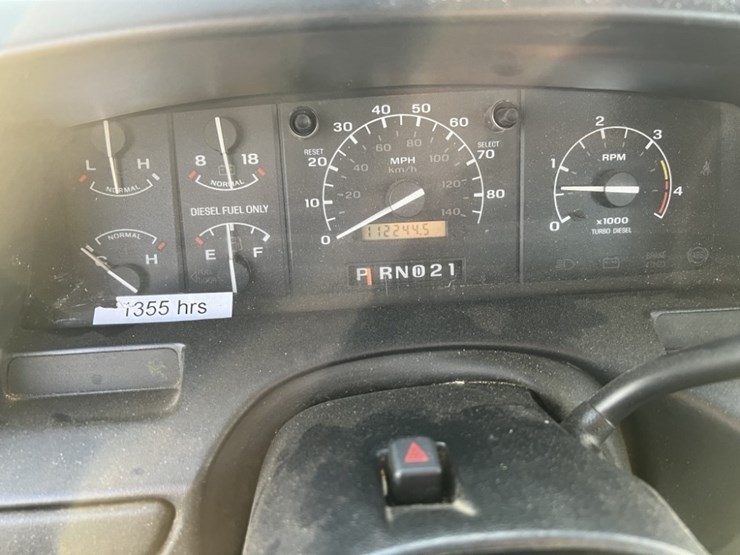 L H
NORMAL
8 18
NORMAL
DIESEL FUEL ONLY
NORMAL
C H
E F
1355 hrs
RESET
SELECT
0 10 20 30 40 50 60 70 80
20 40 60 80 100 120 140
MPH
km/h
112244.5
P R N D 2 1
0 1 2 3 4
RPM
x1000
TURBO DIESEL